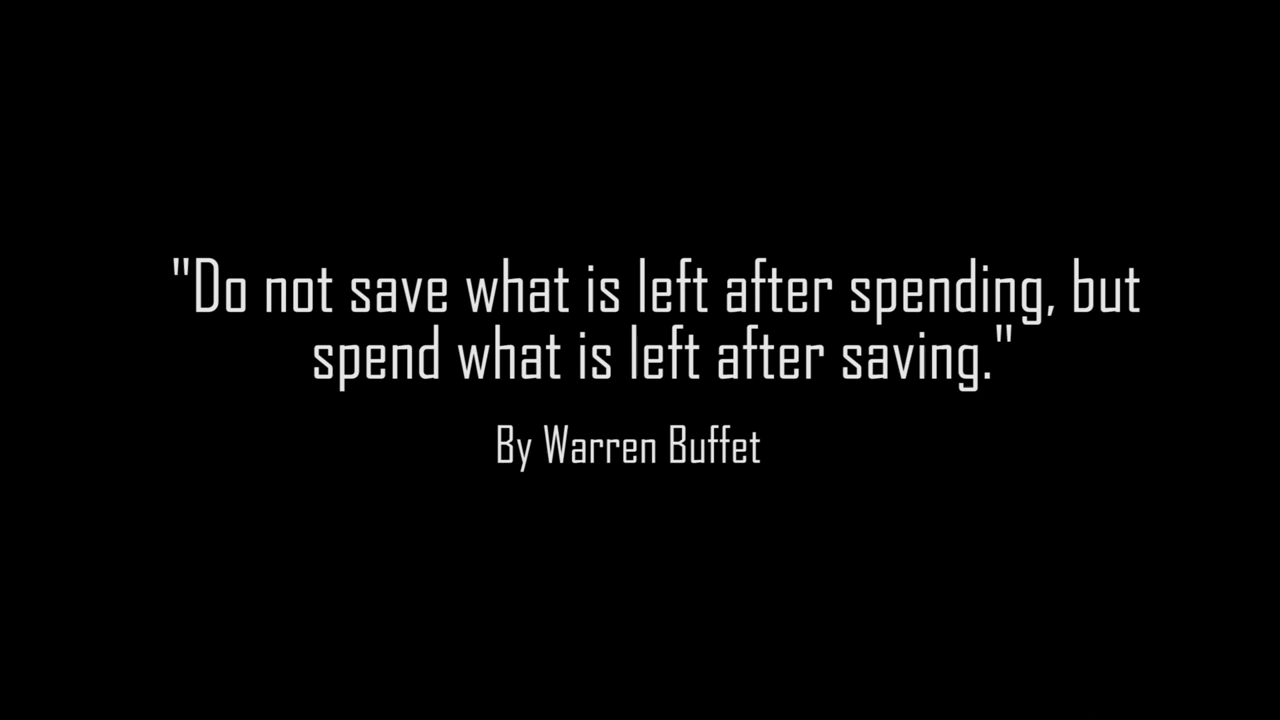 "Do not save what is left after spending, but
spend what is left after saving."
By Warren Buffet